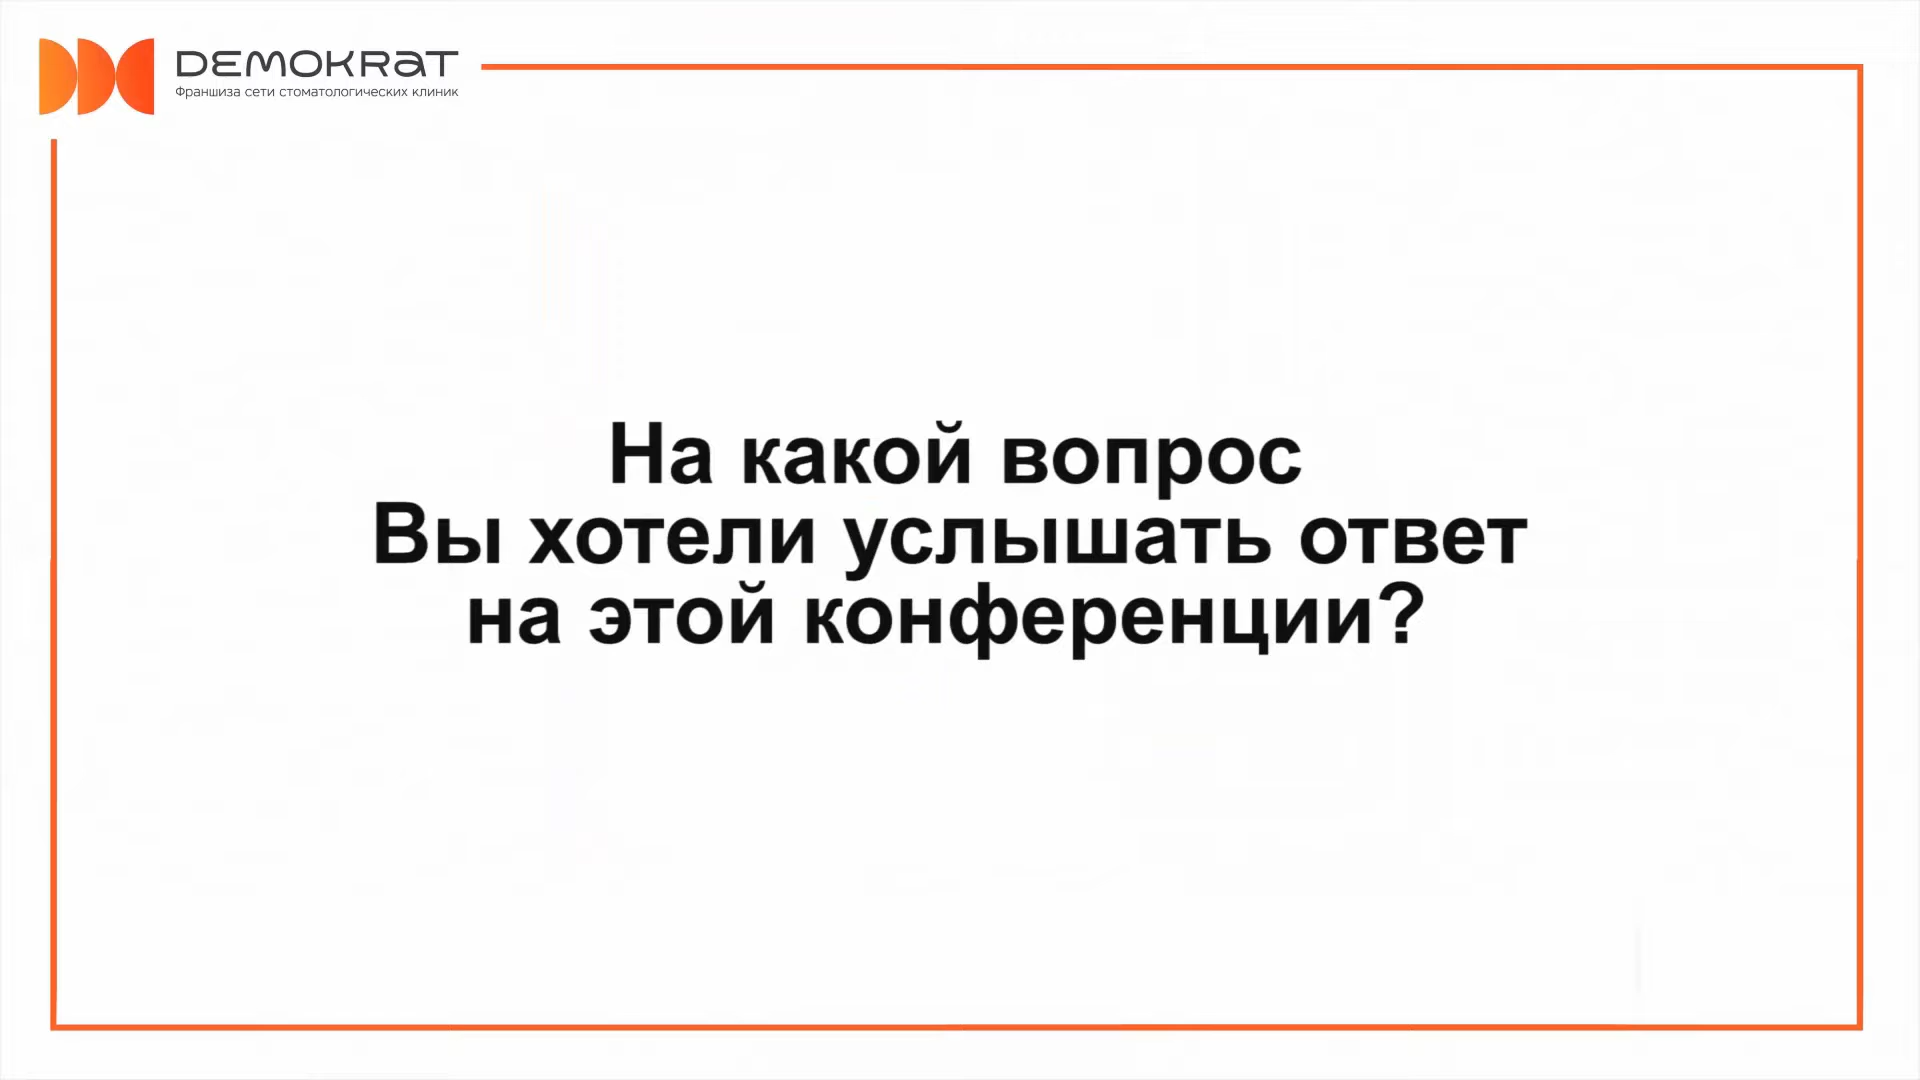 DEMOKRAT
Франшиза сети стоматологических клиник
На какой вопрос
Вы хотели услышать ответ
на этой конференции?